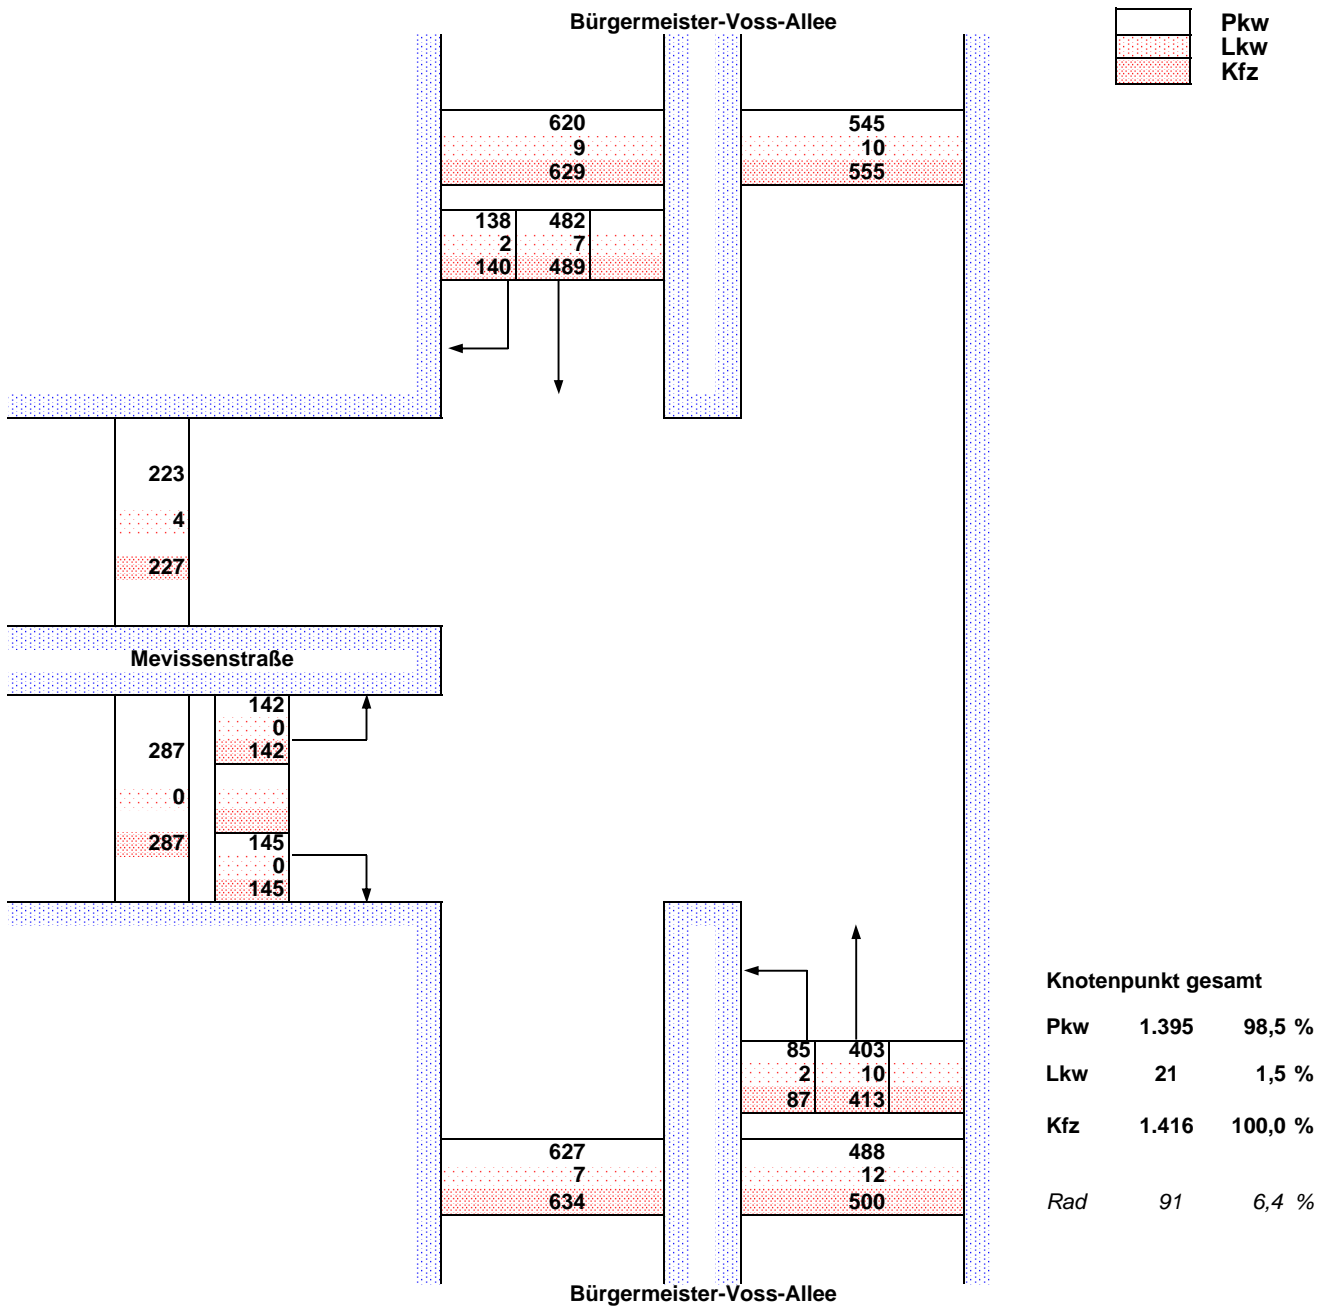 Bürgermeister-Voss-Allee
Pkw
Lkw
Kfz
620 545
9 10
629 555
138 482
2 7
140 489
223
4
227
Mevissenstraße
142
0
142
287
0
287
145
0
145
Knotenpunkt gesamt
Pkw 1.395 98,5 %
Lkw 21 1,5 %
Kfz 1.416 100,0 %
Rad 91 6,4 %
85 403
2 10
87 413
627 488
7 12
634 500
Bürgermeister-Voss-Allee